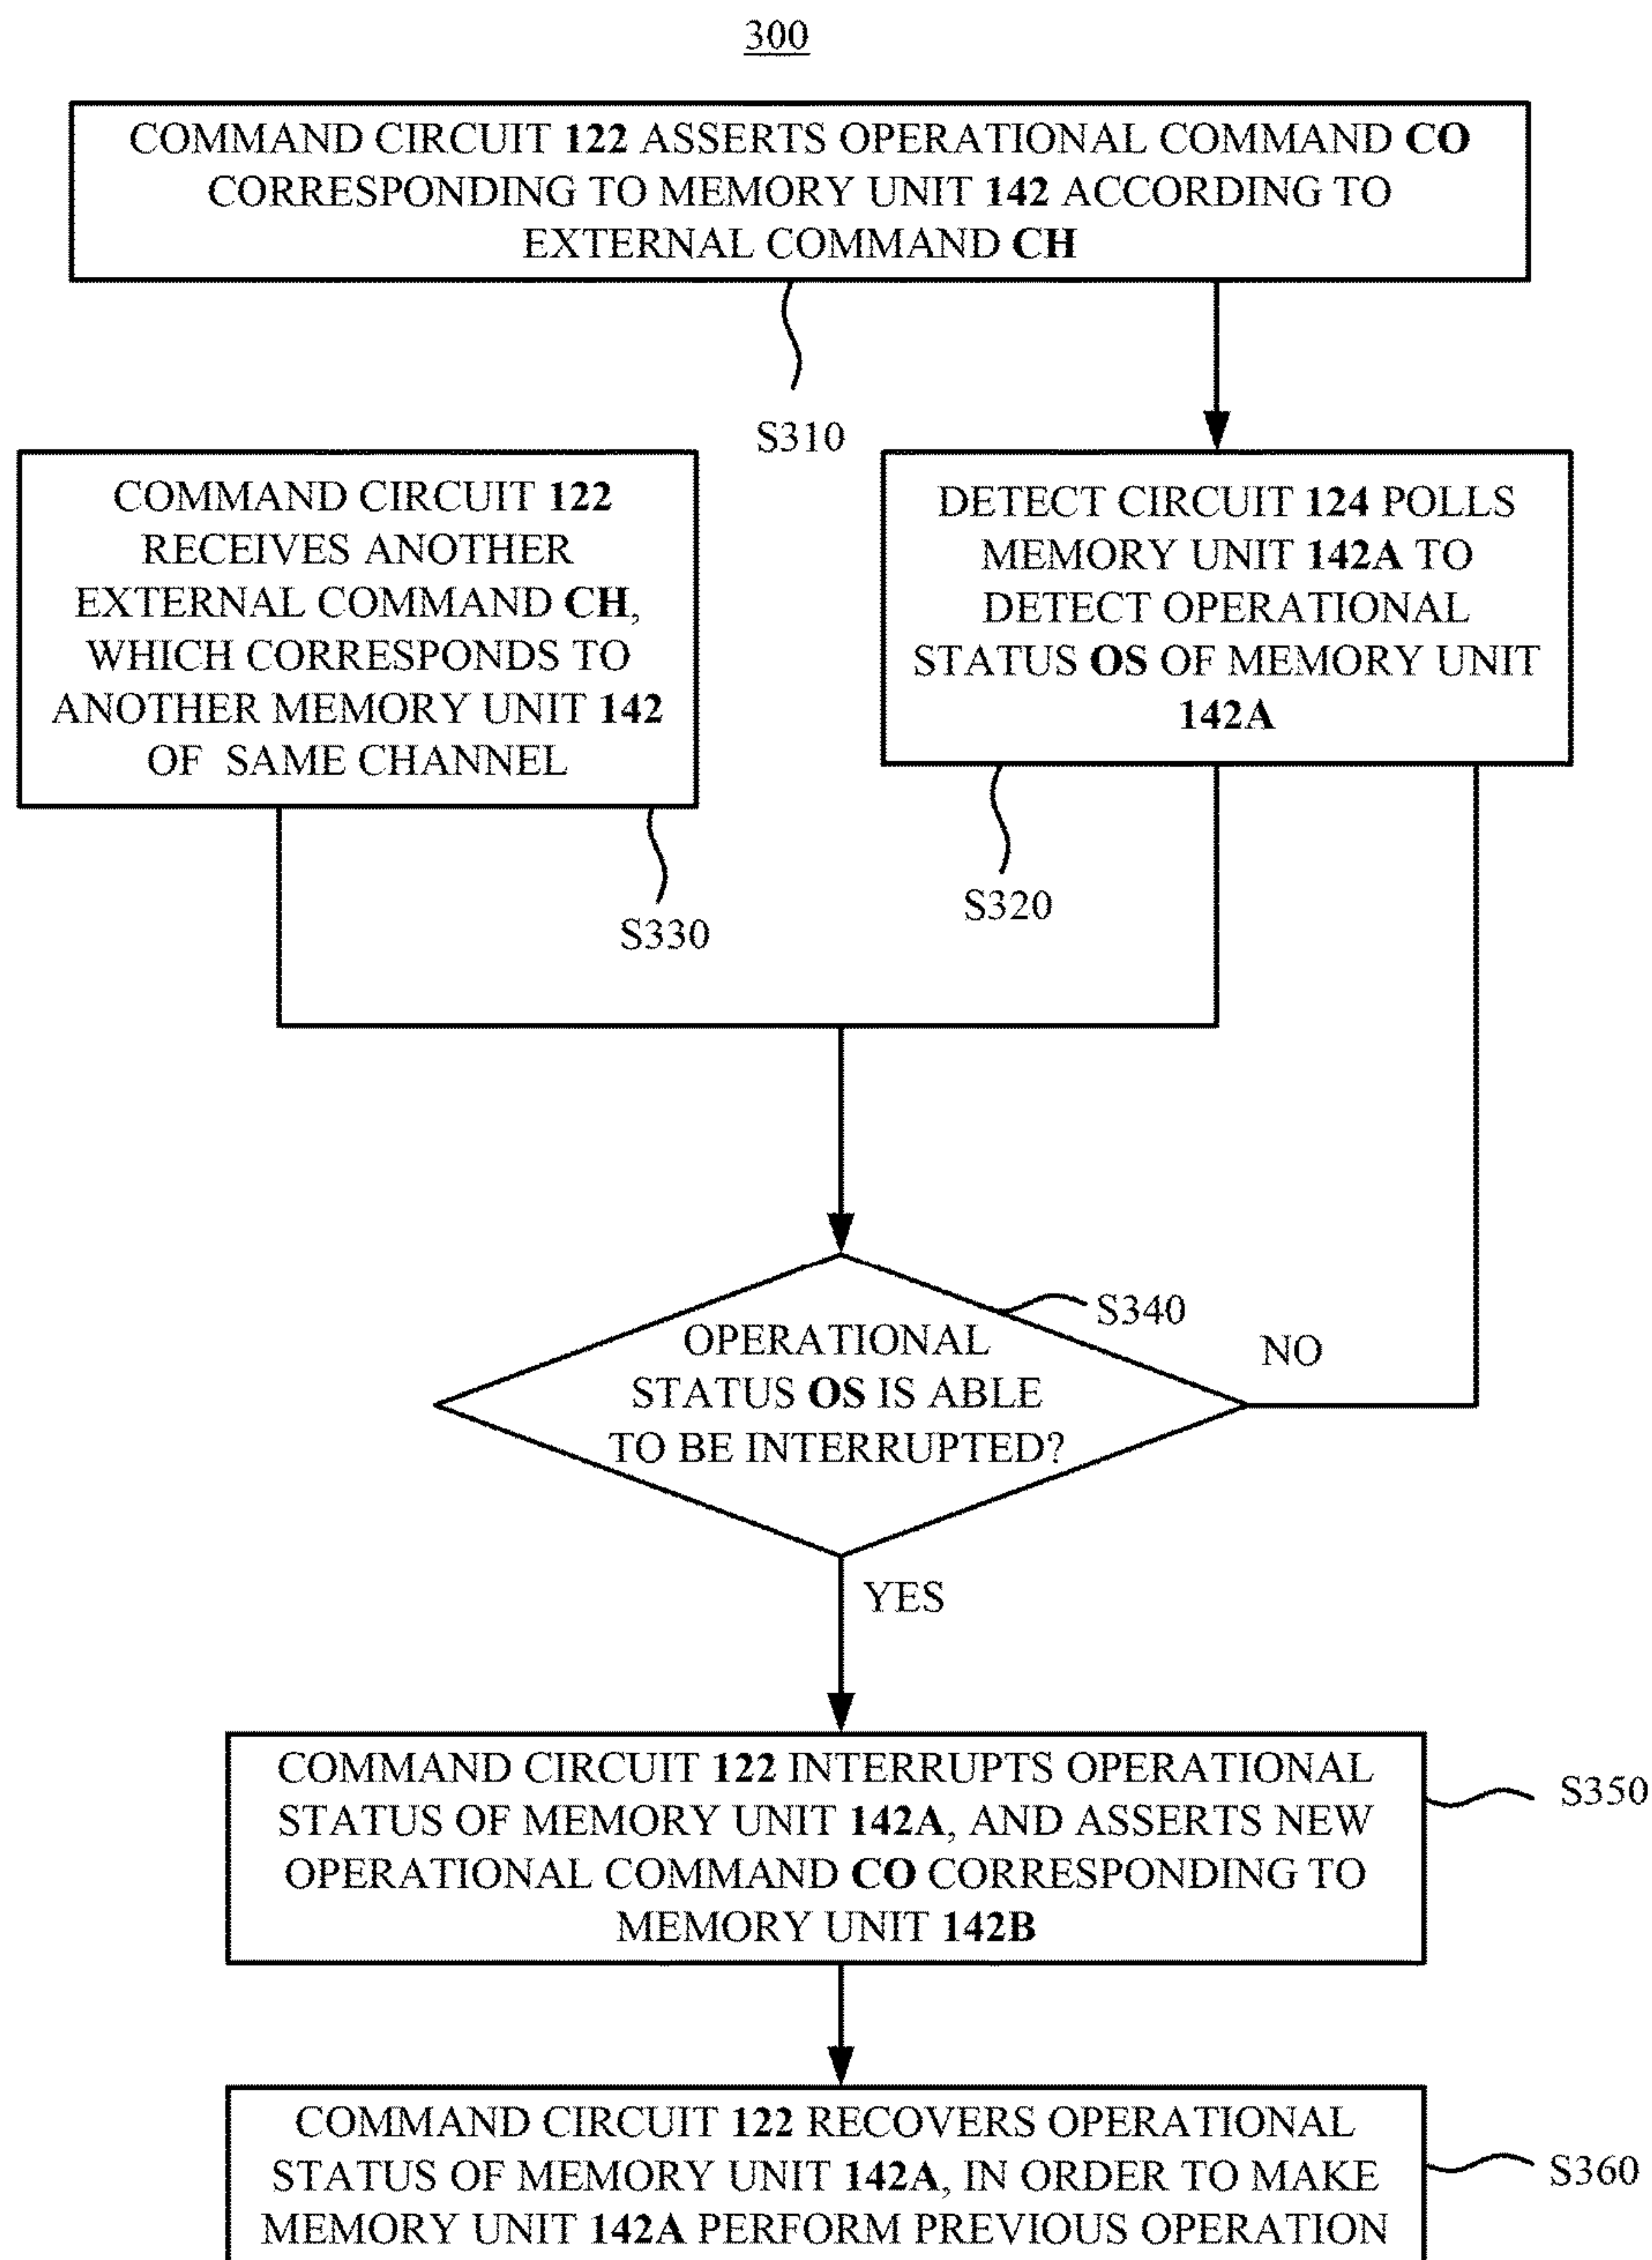 300
COMMAND CIRCUIT 122 ASSERTS OPERATIONAL COMMAND CO
CORRESPONDING TO MEMORY UNIT 142 ACCORDING TO
EXTERNAL COMMAND CH
S310
COMMAND CIRCUIT 122
RECEIVES ANOTHER
EXTERNAL COMMAND CH,
WHICH CORRESPONDS TO
ANOTHER MEMORY UNIT 142
OF SAME CHANNEL
S330
DETECT CIRCUIT 124 POLLS
MEMORY UNIT 142A TO
DETECT OPERATIONAL
STATUS OS OF MEMORY UNIT
142A
S320
S340
OPERATIONAL
STATUS OS IS ABLE
TO BE INTERRUPTED?
NO
YES
COMMAND CIRCUIT 122 INTERRUPTS OPERATIONAL
STATUS OF MEMORY UNIT 142A, AND ASSERTS NEW
OPERATIONAL COMMAND CO CORRESPONDING TO
MEMORY UNIT 142B
S350
COMMAND CIRCUIT 122 RECOVERS OPERATIONAL
STATUS OF MEMORY UNIT 142A, IN ORDER TO MAKE
MEMORY UNIT 142A PERFORM PREVIOUS OPERATION
S360